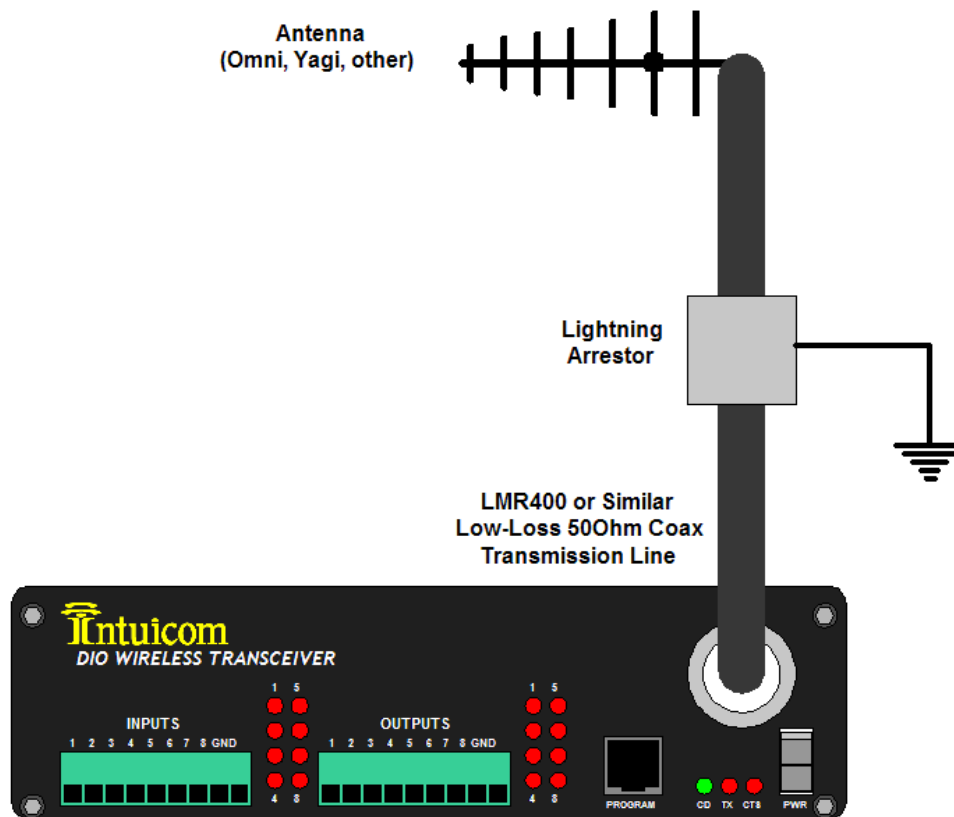 Antenna
(Omni, Yagi, other)
Lightning
Arrestor
LMR400 or Similar
Low-Loss 50Ohm Coax
Transmission Line
Intuicom
DIO WIRELESS TRANSCEIVER
1 5
1 5
INPUTS
OUTPUTS
1 2 3 4 5 6 7 8 GND
1 2 3 4 5 6 7 8 GND
4 8
4 8
PROGRAM
CD TX CTS
PWR